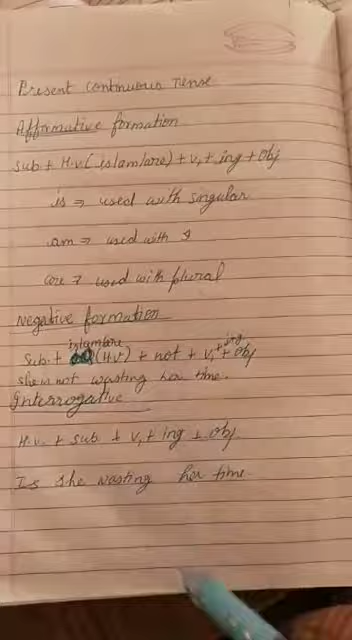 Present continuous Tense
Affirmative formation
Sub + H.v (is/am/are) + v₁ + ing + obj
is ⇒ used with singular
am ⇒ used with I
are ⇒ used with plural
Negative formation
is/am/are +ing
Sub + (H.v) + not + v₁ + obj
she is not wasting her time.
Interrogative
H.v + sub + v₁ + ing + obj.
Is she wasting her time